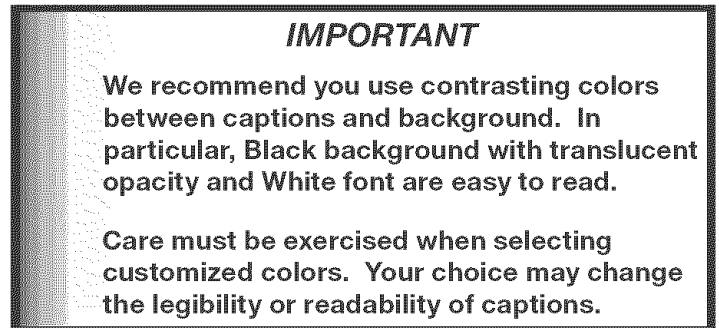 IMPORTANT
We recommend you use contrasting colors
between captions and background.  In
particular, Black background with translucent
opacity and White font are easy to read.
Care must be exercised when selecting
customized colors.  Your choice may change
the legibility or readability of captions.